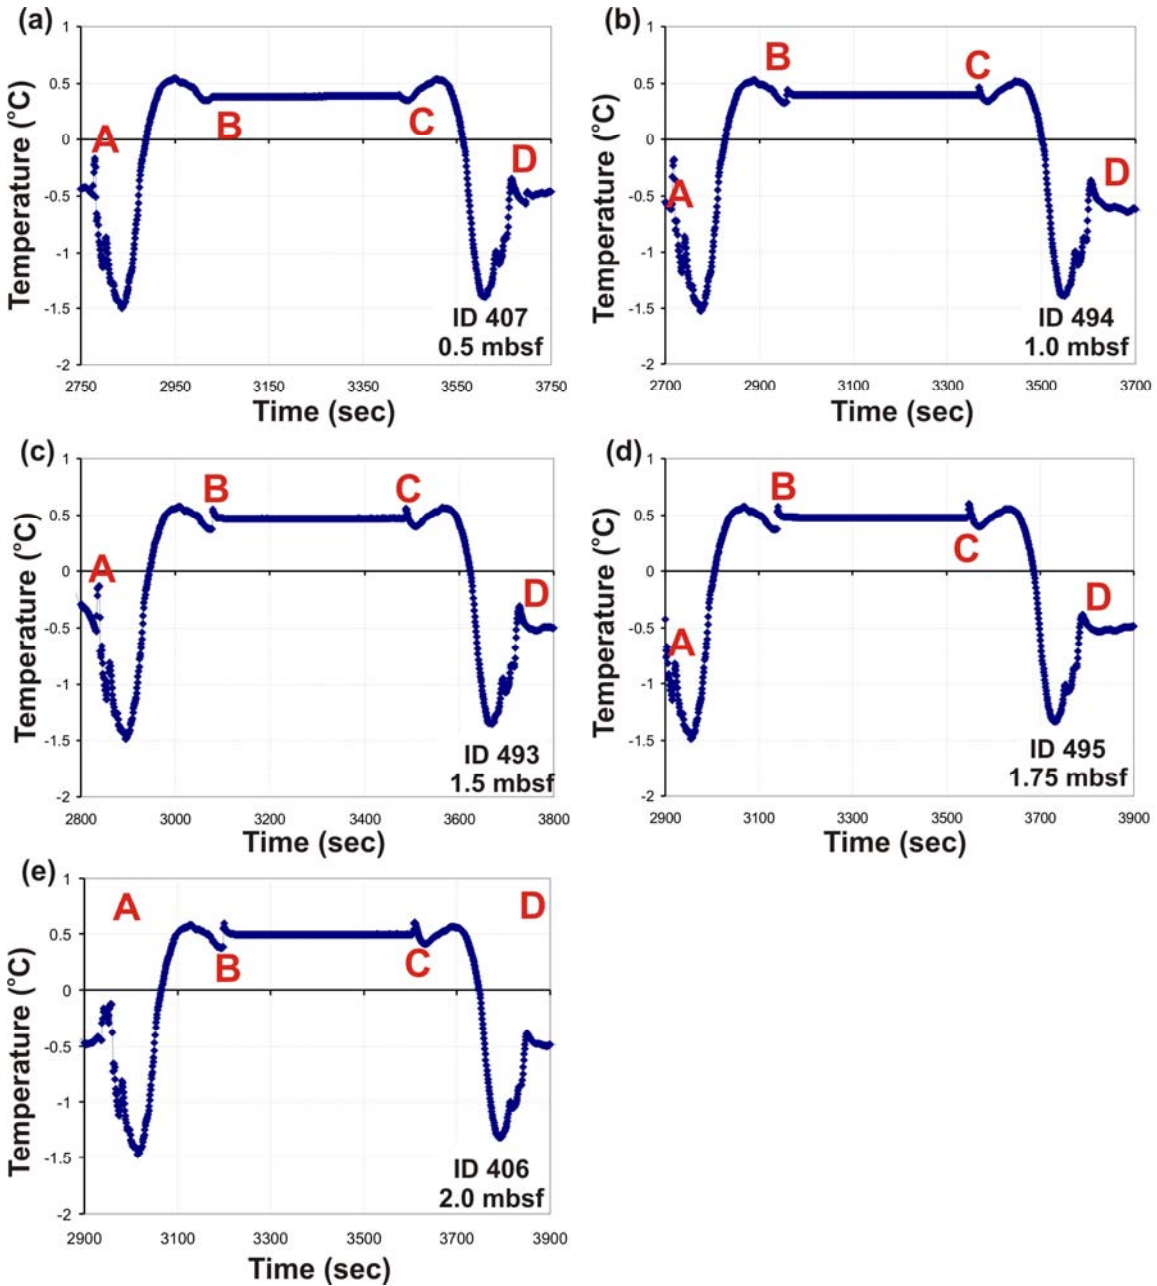 (a)
1
0.5
0
-0.5
-1
-1.5
-2
Temperature (°C)
A
B
C
D
ID 407
0.5 mbsf
2750 2950 3150 3350 3550 3750
Time (sec)
(b)
1
0.5
0
-0.5
-1
-1.5
-2
Temperature (°C)
A
B
C
D
ID 494
1.0 mbsf
2700 2900 3100 3300 3500 3700
Time (sec)
(c)
1
0.5
0
-0.5
-1
-1.5
-2
Temperature (°C)
A
B
C
D
ID 493
1.5 mbsf
2800 3000 3200 3400 3600 3800
Time (sec)
(d)
1
0.5
0
-0.5
-1
-1.5
-2
Temperature (°C)
A
B
C
D
ID 495
1.75 mbsf
2900 3100 3300 3500 3700 3900
Time (sec)
(e)
1
0.5
0
-0.5
-1
-1.5
-2
Temperature (°C)
A
B
C
D
ID 406
2.0 mbsf
2900 3100 3300 3500 3700 3900
Time (sec)